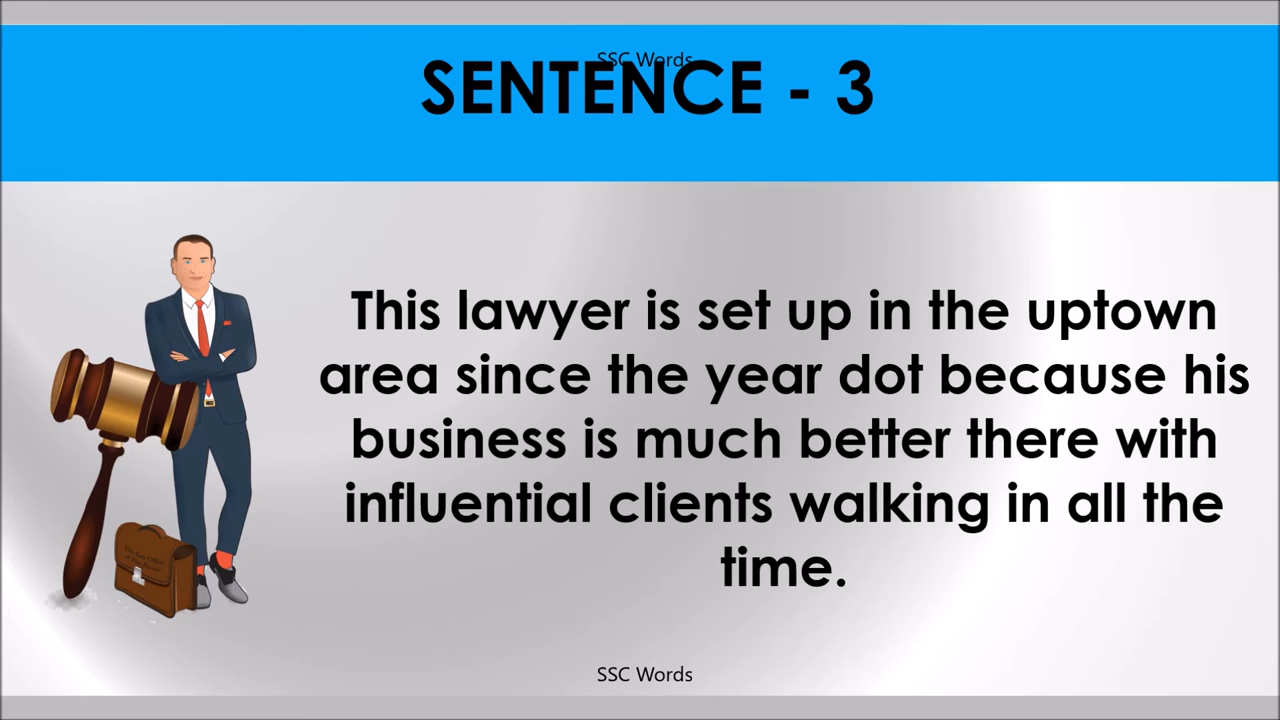 SSC Words
SENTENCE - 3
This lawyer is set up in the uptown
area since the year dot because his
business is much better there with
influential clients walking in all the
time.
SSC Words